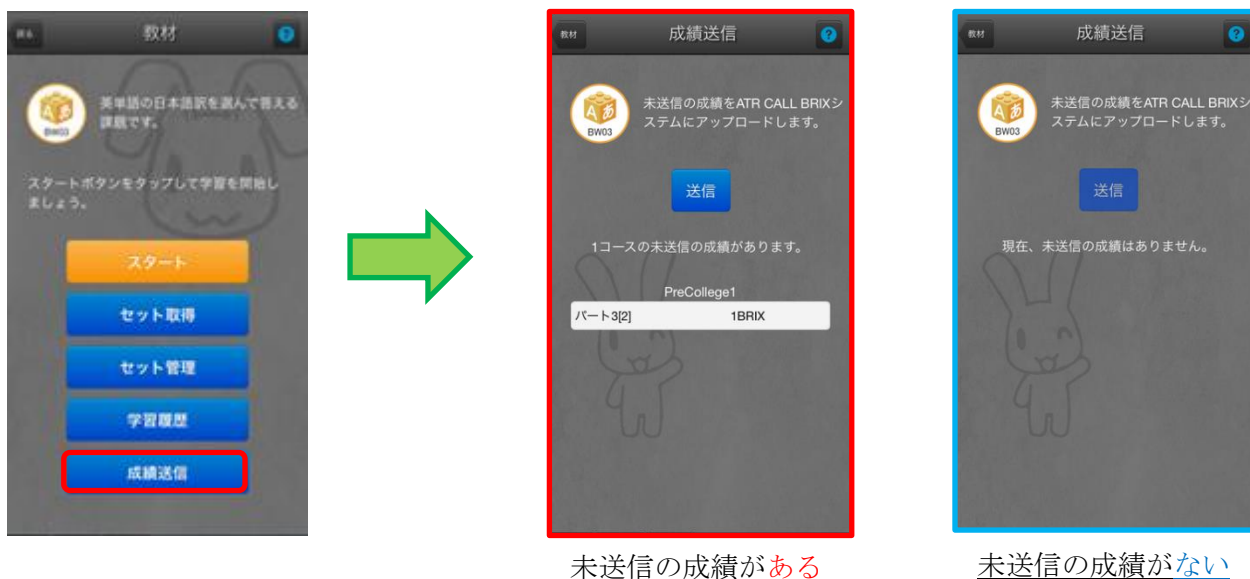 戻る
教材
?
BW03
英単語の日本語訳を選んで答える
課題です。
スタートボタンをタップして学習を開始し
ましょう。
スタート
セット取得
セット管理
学習履歴
成績送信
教材
成績送信
?
Aあ
BW03
未送信の成績をATR CALL BRIXシ
ステムにアップロードします。
送信
1コースの未送信の成績があります。
PreCollege1
パート3[2] 1BRIX
未送信の成績がある
教材
成績送信
?
Aあ
BW03
未送信の成績をATR CALL BRIXシ
ステムにアップロードします。
送信
現在、未送信の成績はありません。
未送信の成績がない